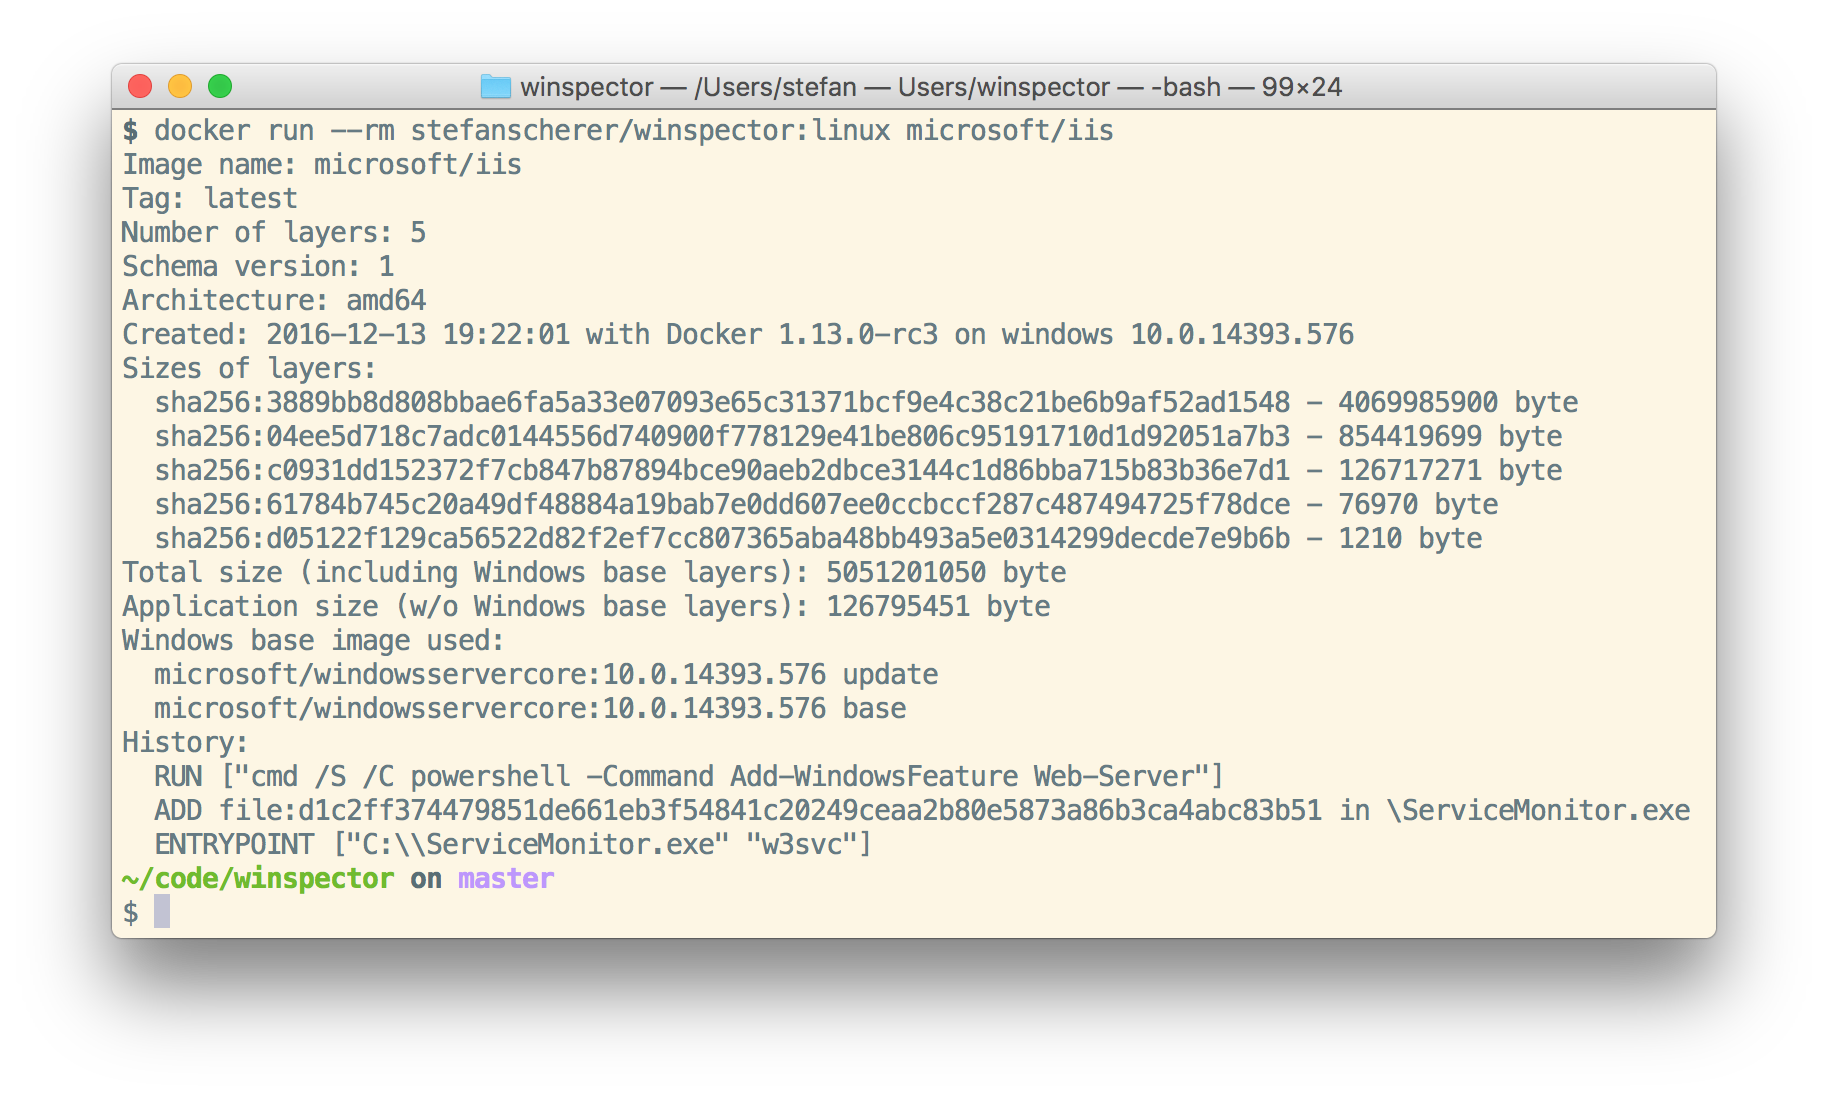 winspector — /Users/stefan — Users/winspector — -bash — 99×24
$ docker run --rm stefanscherer/winspector:linux microsoft/iis
Image name: microsoft/iis
Tag: latest
Number of layers: 5
Schema version: 1
Architecture: amd64
Created: 2016-12-13 19:22:01 with Docker 1.13.0-rc3 on windows 10.0.14393.576
Sizes of layers:
  sha256:3889bb8d808bbae6fa5a33e07093e65c31371bcf9e4c38c21be6b9af52ad1548 - 4069985900 byte
  sha256:04ee5d718c7adc0144556d740900f778129e41be806c95191710d1d92051a7b3 - 854419699 byte
  sha256:c0931dd152372f7cb847b87894bce90aeb2dbce3144c1d86bba715b83b36e7d1 - 126717271 byte
  sha256:61784b745c20a49df48884a19bab7e0dd607ee0ccbccf287c487494725f78dce - 76970 byte
  sha256:d05122f129ca56522d82f2ef7cc807365aba48bb493a5e0314299decde7e9b6b - 1210 byte
Total size (including Windows base layers): 5051201050 byte
Application size (w/o Windows base layers): 126795451 byte
Windows base image used:
  microsoft/windowsservercore:10.0.14393.576 update
  microsoft/windowsservercore:10.0.14393.576 base
History:
  RUN ["cmd /S /C powershell -Command Add-WindowsFeature Web-Server"]
  ADD file:d1c2ff374479851de661eb3f54841c20249ceaa2b80e5873a86b3ca4abc83b51 in \ServiceMonitor.exe
  ENTRYPOINT ["C:\\ServiceMonitor.exe" "w3svc"]
~/code/winspector on master
$